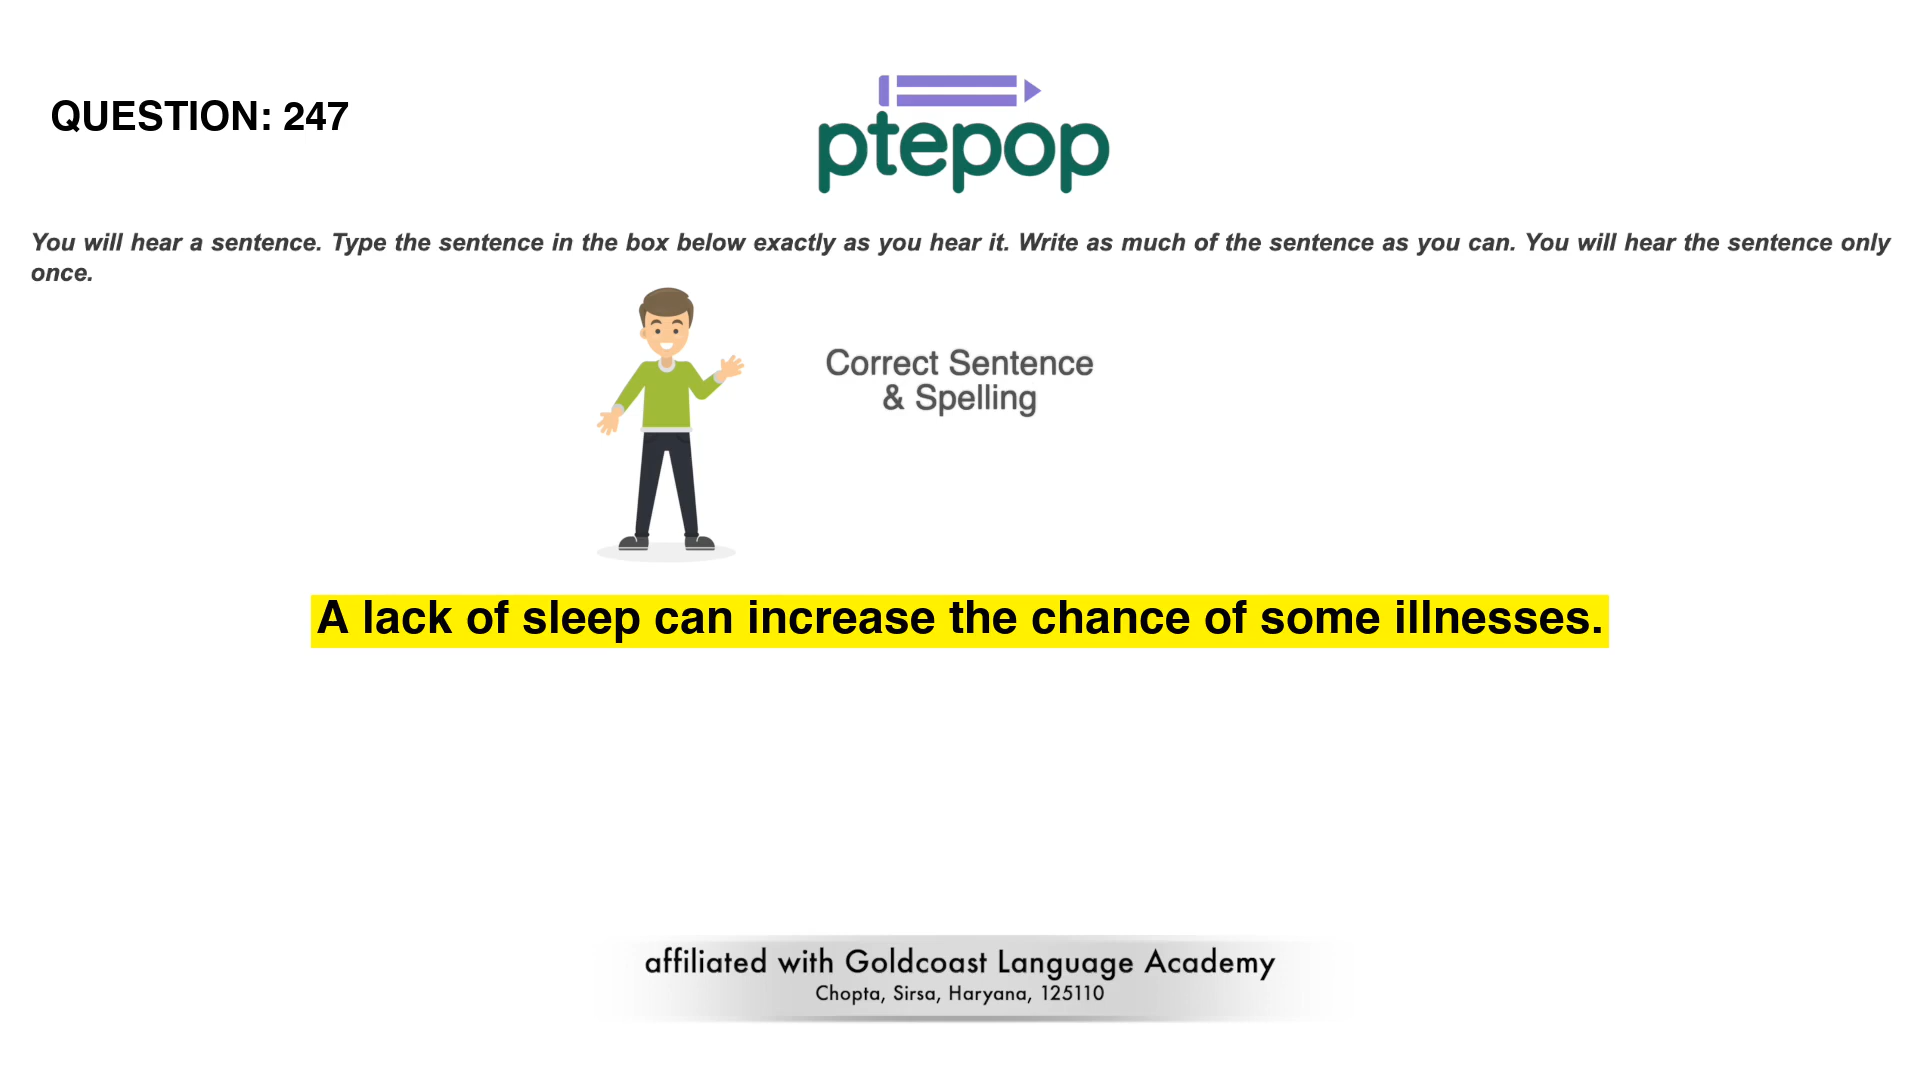 QUESTION: 247
ptepop
You will hear a sentence. Type the sentence in the box below exactly as you hear it. Write as much of the sentence as you can. You will hear the sentence only
once.
Correct Sentence
& Spelling
A lack of sleep can increase the chance of some illnesses.
affiliated with Goldcoast Language Academy
Chopta, Sirsa, Haryana, 125110